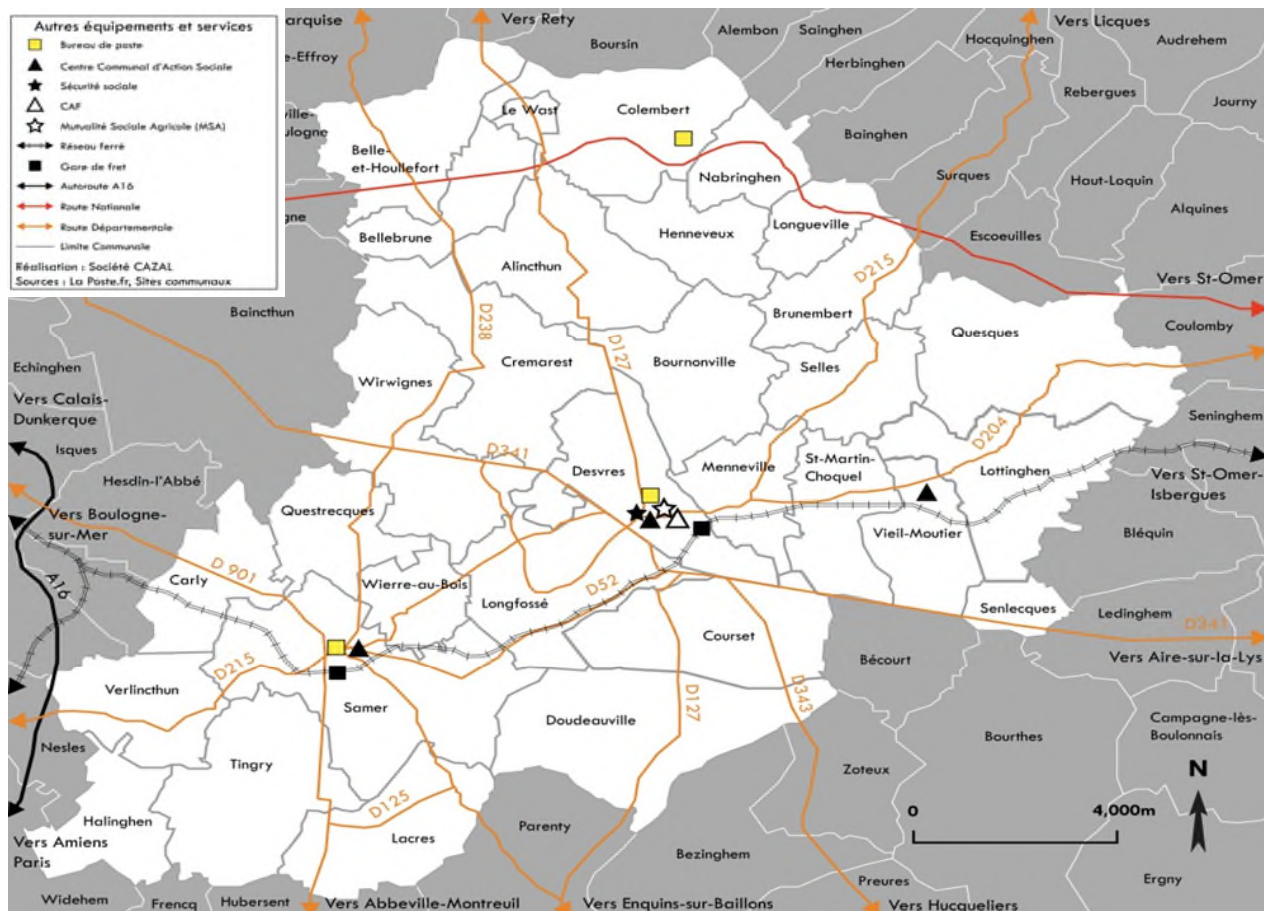 Autres équipements et services
Bureau de poste
Centre Communal d'Action Sociale
Sécurité sociale
CAF
Mutualité Sociale Agricole (MSA)
Réseau ferré
Gare de fret
Autoroute A16
Route Nationale
Route Départementale
Limite Communale
Réalisation : Société CAZAL
Sources : La Poste.fr, Sites communaux
arquise
-Effroy
ville-
oulogne
gne
Vers Rety
Boursin
Alembon
Sainghen
Herbinghen
Hocquinghen
Vers Licques
Audrehem
Rebergues
Journy
Bainghen
Surques
Haut-Loquin
Alquines
Escoeuilles
Vers St-Omer
Coulomby
Le Wast
Colembert
Belle-
et-Houllefort
Nabringhen
Bellebrune
Henneveux
Longueville
Alincthun
D215
Baincthun
D238
D127
Brunembert
Quesques
Cremarest
Bournonville
Selles
Echinghen
Wirwignes
Vers Calais-
Dunkerque
Isques
Seninghem
D341
D204
Desvres
Menneville
St-Martin-
Choquel
Lottinghen
Hesdin-l'Abbé
Vers St-Omer-
Isbergues
Questrecques
Vers Boulogne-
sur-Mer
Vieil-Moutier
Bléquin
D 901
A16
Carly
Wierre-au-Bois
D52
Longfossé
Senlecques
Ledinghem
Courset
D341
Bécourt
Vers Aire-sur-la-Lys
D215
Verlincthun
Samer
D127
D343
Doudeauville
Campagne-lès-
Boulonnais
Nesles
Bourthes
Tingry
Zoteux
N
D125
0
4,000m
Halinghen
Lacres
Parenty
Vers Amiens
Paris
Bezinghem
Ergny
Preures
Widehem
Frencq
Hubersent
Vers Abbeville-Montreuil
Vers Enquins-sur-Baillons
Vers Hucqueliers